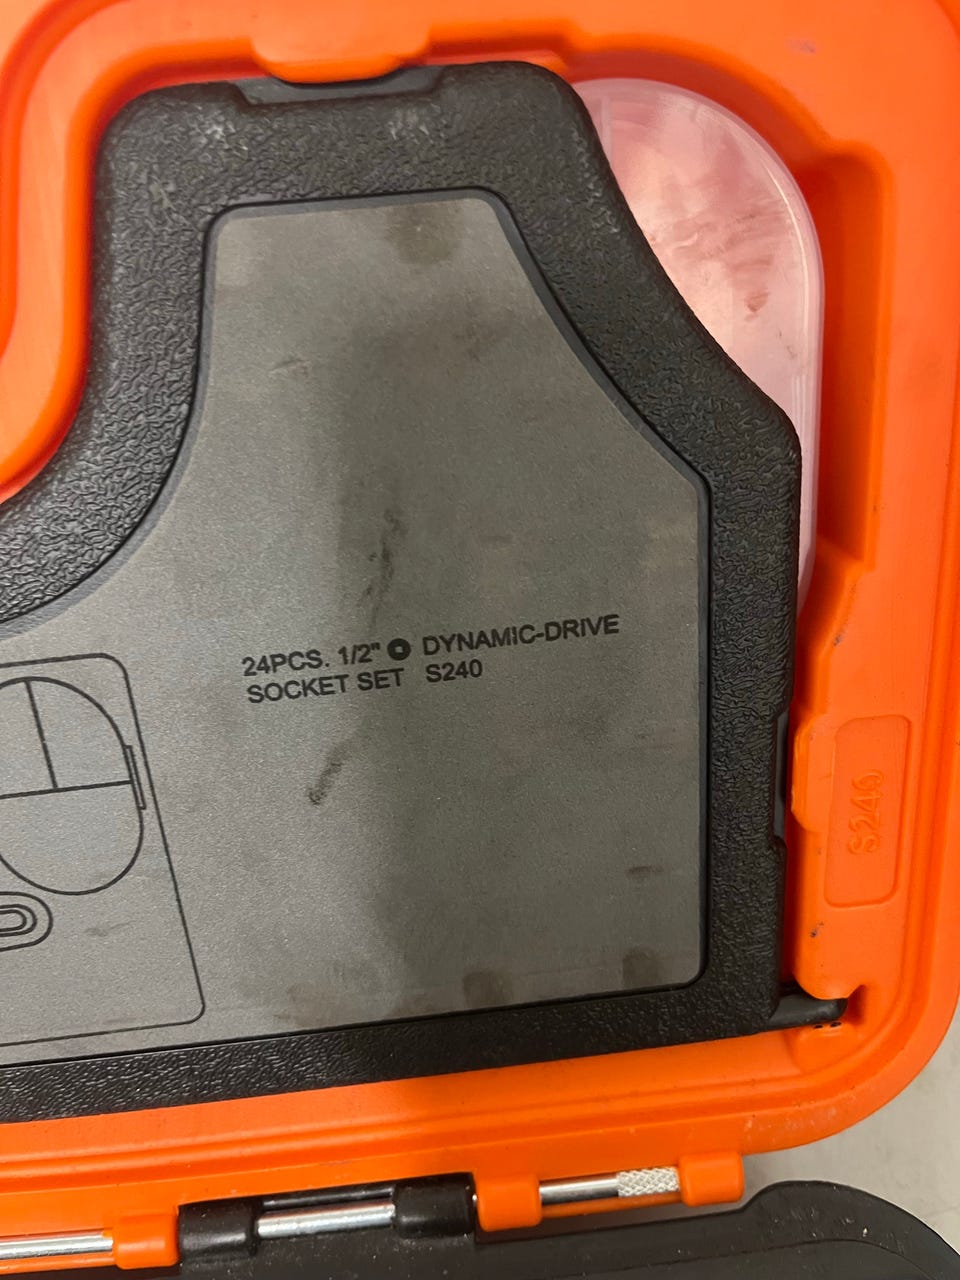 24PCS. 1/2" DYNAMIC-DRIVE
SOCKET SET S240
S240